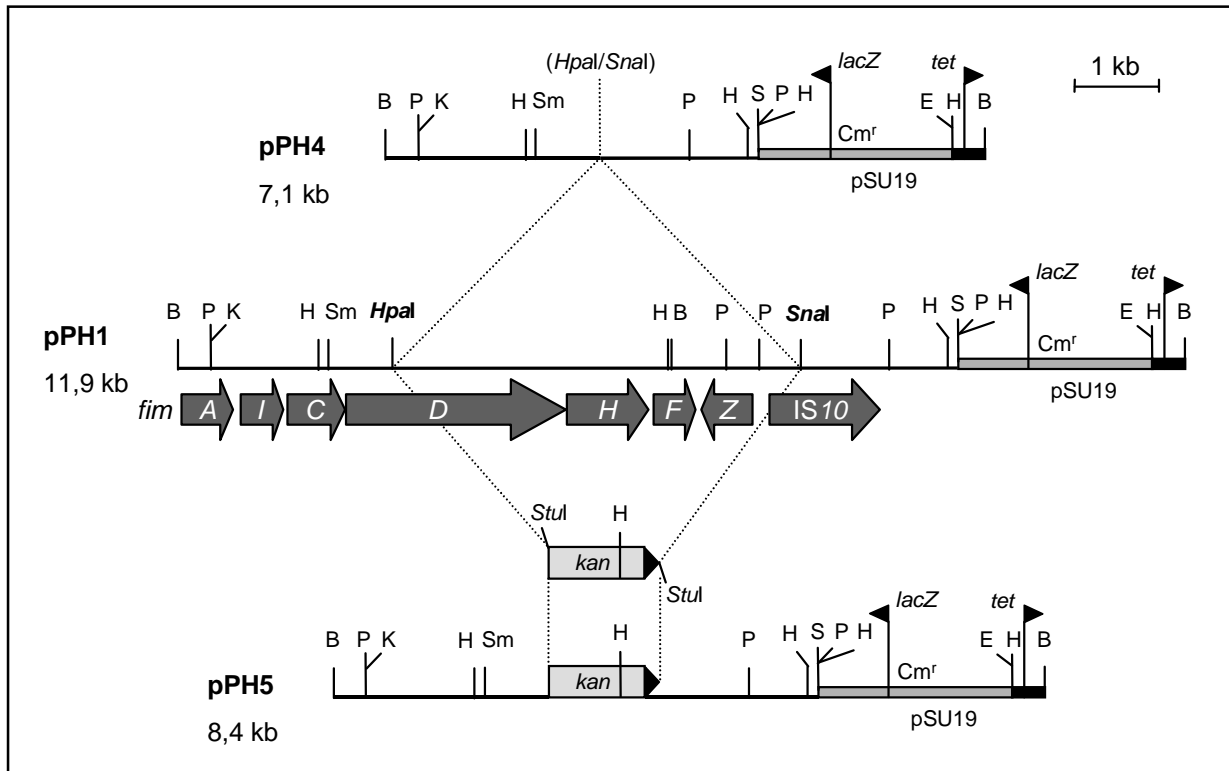 (HpaI/SnaI)
lacZ tet
1 kb
B P K H Sm P H S P H E H B
pPH4
Cmʳ
7,1 kb
pSU19
lacZ tet
B P K H Sm HpaI H B P P SnaI P H S P H E H B
pPH1
Cmʳ
11,9 kb
pSU19
fim A I C D H F Z IS10
StuI H
kan
StuI
lacZ tet
B P K H Sm H P H S P H E H B
pPH5
kan
Cmʳ
8,4 kb
pSU19